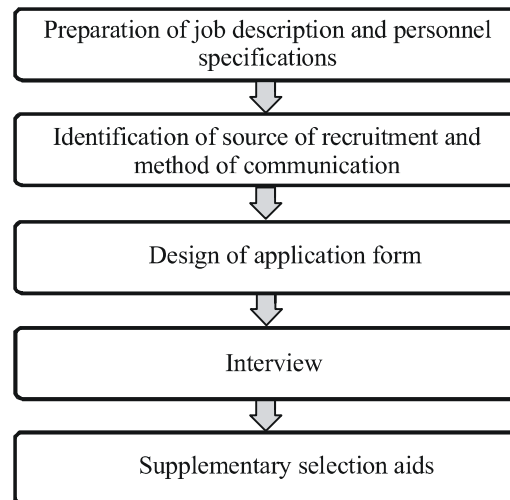 Preparation of job description and personnel
specifications
Identification of source of recruitment and
method of communication
Design of application form
Interview
Supplementary selection aids